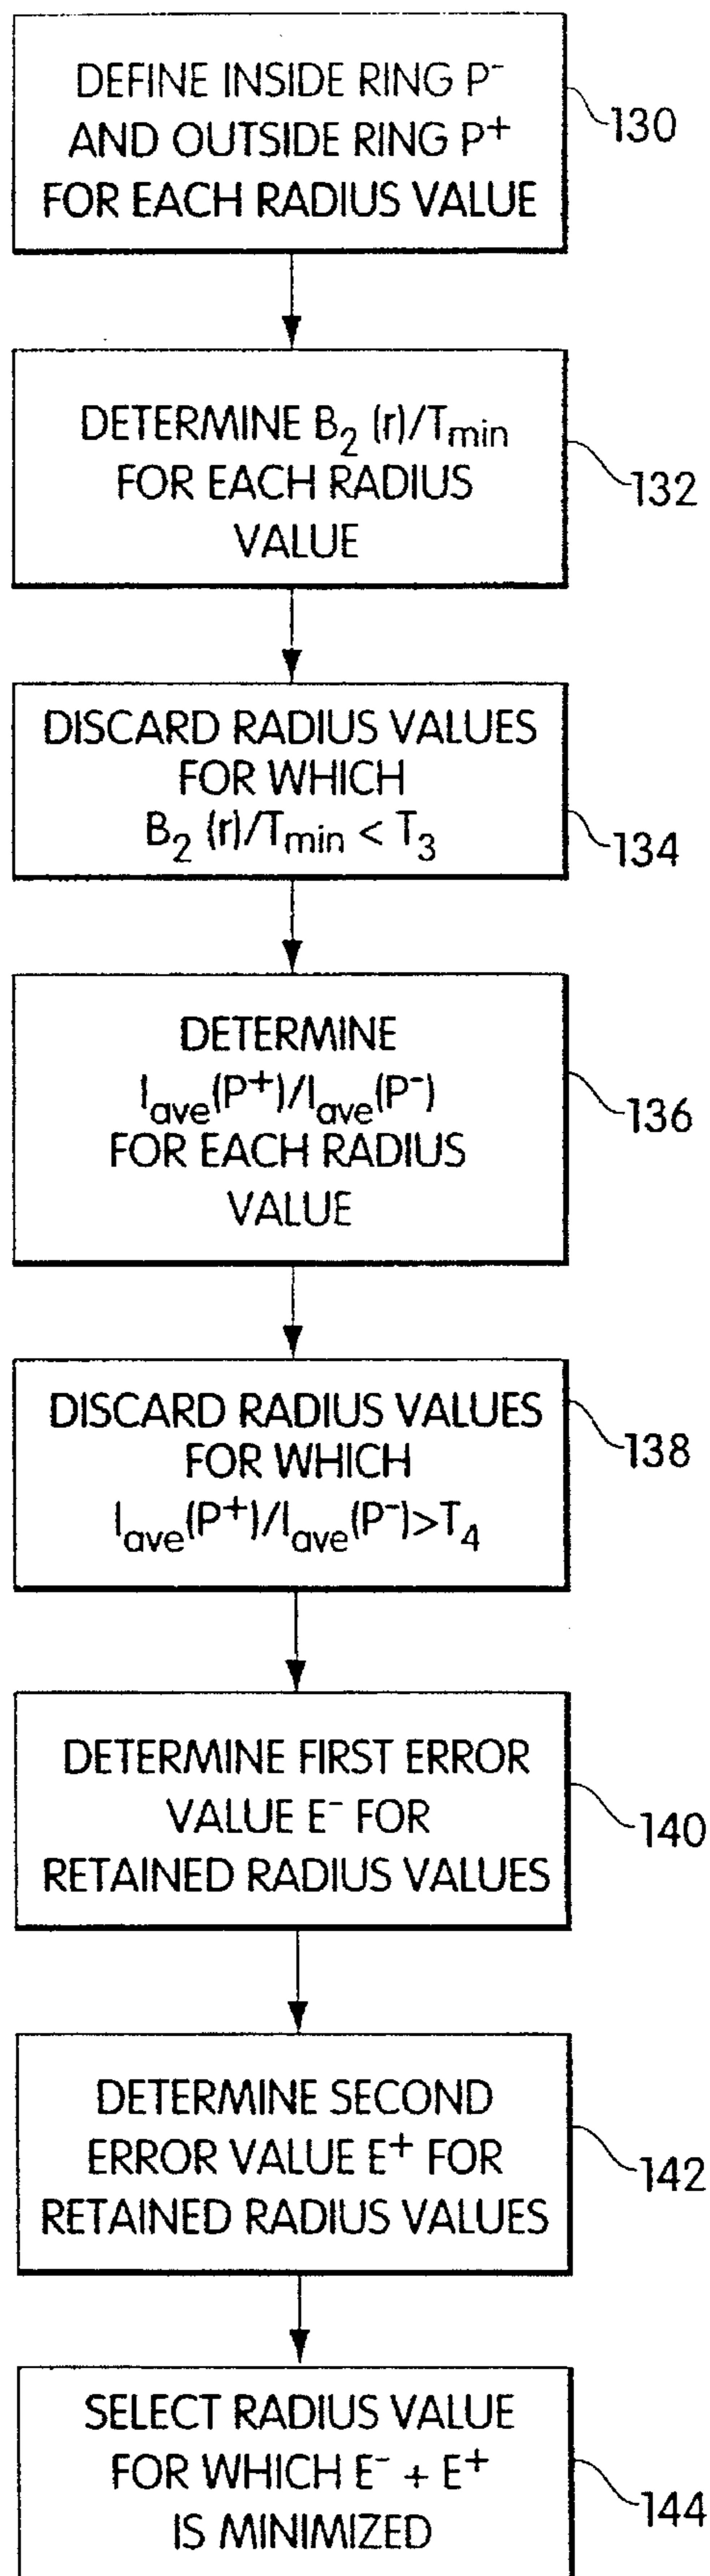 DEFINE INSIDE RING P⁻
AND OUTSIDE RING P⁺
FOR EACH RADIUS VALUE
130
DETERMINE B₂ (r)/Tmin
FOR EACH RADIUS
VALUE
132
DISCARD RADIUS VALUES
FOR WHICH
B₂ (r)/Tmin < T₃
134
DETERMINE
Iave(P⁺)/Iave(P⁻)
FOR EACH RADIUS
VALUE
136
DISCARD RADIUS VALUES
FOR WHICH
Iave(P⁺)/Iave(P⁻)>T₄
138
DETERMINE FIRST ERROR
VALUE E⁻ FOR
RETAINED RADIUS VALUES
140
DETERMINE SECOND
ERROR VALUE E⁺ FOR
RETAINED RADIUS VALUES
142
SELECT RADIUS VALUE
FOR WHICH E⁻ + E⁺
IS MINIMIZED
144